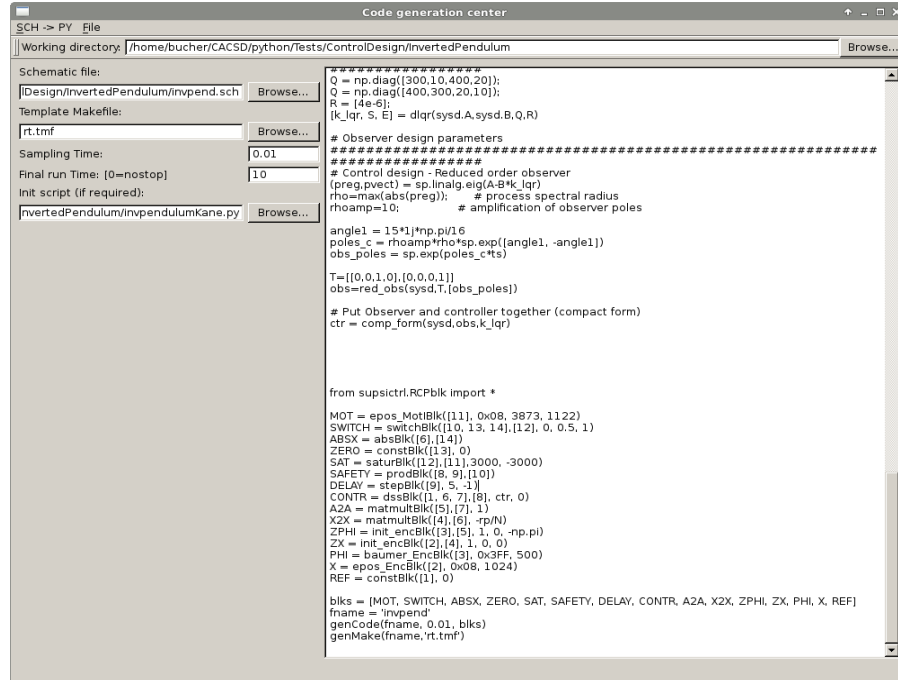 Code generation center
SCH -> PY File
Working directory: /home/bucher/CACSD/python/Tests/ControlDesign/InvertedPendulum Browse...
Schematic file:
lDesign/InvertedPendulum/invpend.sch Browse...
Template Makefile:
rt.tmf Browse...
Sampling Time: 0.01
Final run Time: [0=nostop] 10
Init script (if required):
nvertedPendulum/invpendulumKane.py Browse...
Q = np.diag([300,10,400,20]);
Q = np.diag([400,300,20,10]);
R = [4e-6];
[k_lqr, S, E] = dlqr(sysd.A,sysd.B,Q,R)
# Observer design parameters
############################################################
#################
# Control design - Reduced order observer
(preg,pvect) = sp.linalg.eig(A-B*k_lqr)
rho=max(abs(preg)); # process spectral radius
rhoamp=10; # amplification of observer poles
angle1 = 15*1j*np.pi/16
poles_c = rhoamp*rho*sp.exp([angle1, -angle1])
obs_poles = sp.exp(poles_c*ts)
T=[[0,0,1,0],[0,0,0,1]]
obs=red_obs(sysd,T,[obs_poles])
# Put Observer and controller together (compact form)
ctr = comp_form(sysd,obs,k_lqr)
from supsictrl.RCPblk import *
MOT = epos_MotIBlk([11], 0x08, 3873, 1122)
SWITCH = switchBlk([10, 13, 14],[12], 0, 0.5, 1)
ABSX = absBlk([6],[14])
ZERO = constBlk([13], 0)
SAT = saturBlk([12],[11],3000, -3000)
SAFETY = prodBlk([8, 9],[10])
DELAY = stepBlk([9], 5, -1)
CONTR = dssBlk([1, 6, 7],[8], ctr, 0)
A2A = matmultBlk([5],[7], 1)
X2X = matmultBlk([4],[6], -rp/N)
ZPHI = init_encBlk([3],[5], 1, 0, -np.pi)
ZX = init_encBlk([2],[4], 1, 0, 0)
PHI = baumer_EncBlk([3], 0x3FF, 500)
X = epos_EncBlk([2], 0x08, 1024)
REF = constBlk([1], 0)
blks = [MOT, SWITCH, ABSX, ZERO, SAT, SAFETY, DELAY, CONTR, A2A, X2X, ZPHI, ZX, PHI, X, REF]
fname = 'invpend'
genCode(fname, 0.01, blks)
genMake(fname,'rt.tmf')